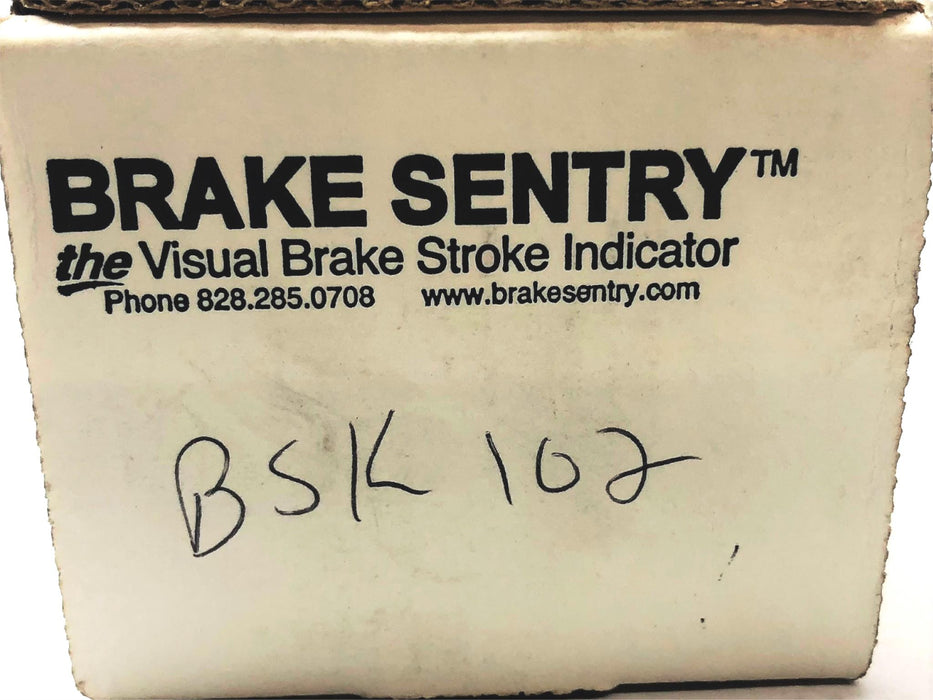 BRAKE SENTRY™
the Visual Brake Stroke Indicator
Phone 828.285.0708 www.brakesentry.com
BSK 102